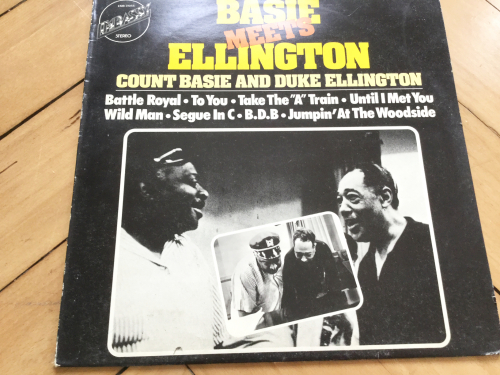 BASIE
MEETS
ELLINGTON
COUNT BASIE AND DUKE ELLINGTON
Battle Royal • To You • Take The "A" Train • Until I Met You
Wild Man • Segue In C • B.D.B • Jumpin' At The Woodside
STEREO